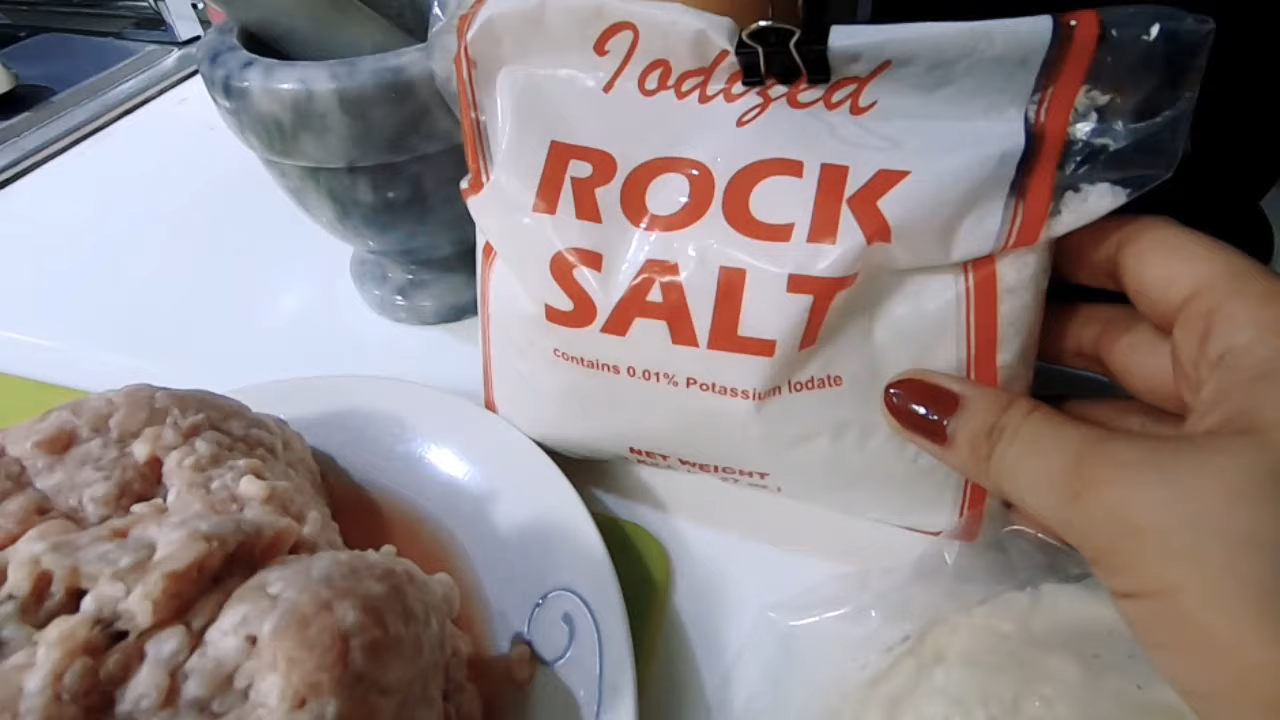 Iodized
ROCK
SALT
contains 0.01% Potassium Iodate
NET WEIGHT